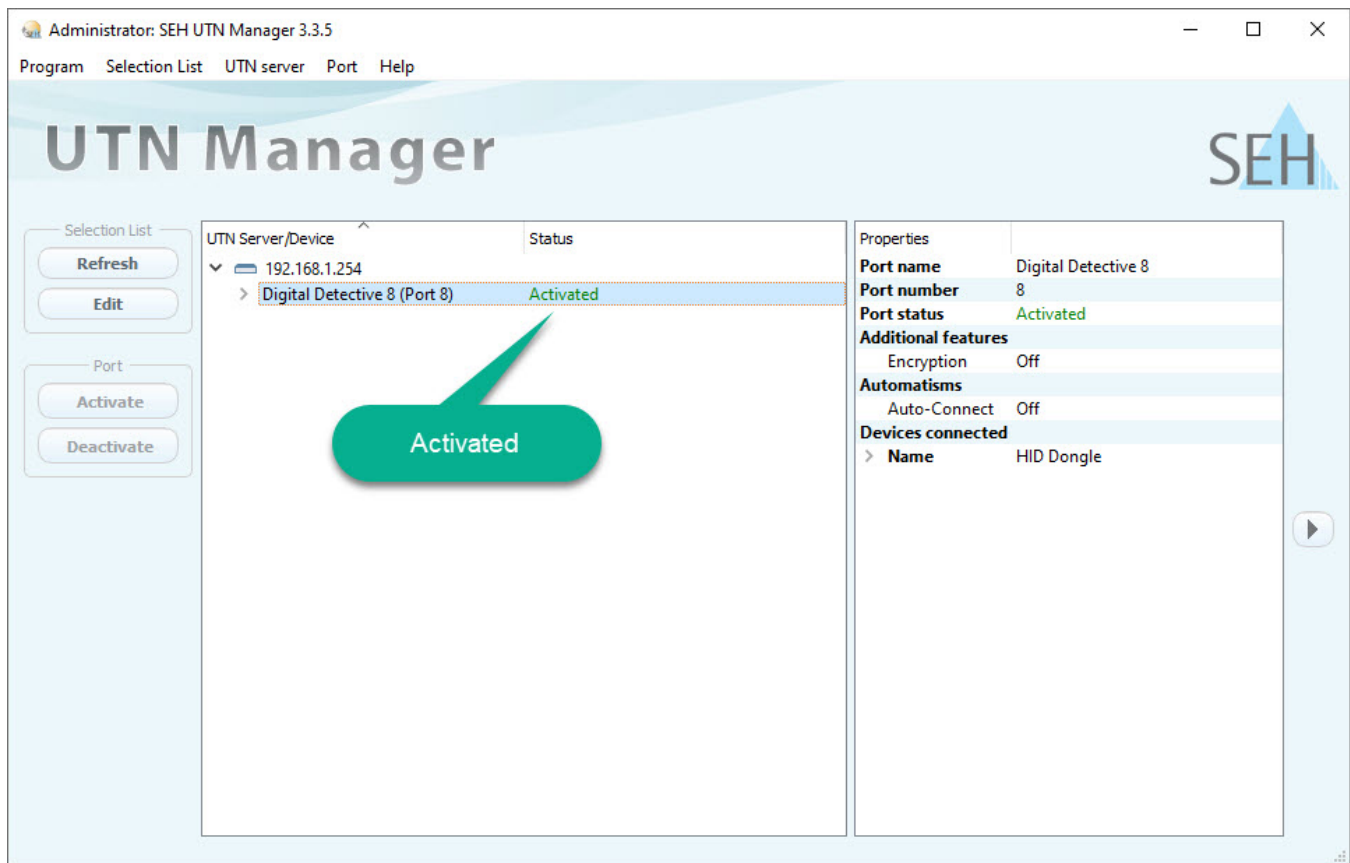 Administrator: SEH UTN Manager 3.3.5
Program Selection List UTN server Port Help
UTN Manager
SEH
Selection List
Refresh
Edit
Port
Activate
Deactivate
UTN Server/Device Status
192.168.1.254
Digital Detective 8 (Port 8) Activated
Activated
Properties
Port name Digital Detective 8
Port number 8
Port status Activated
Additional features
Encryption Off
Automatisms
Auto-Connect Off
Devices connected
Name HID Dongle